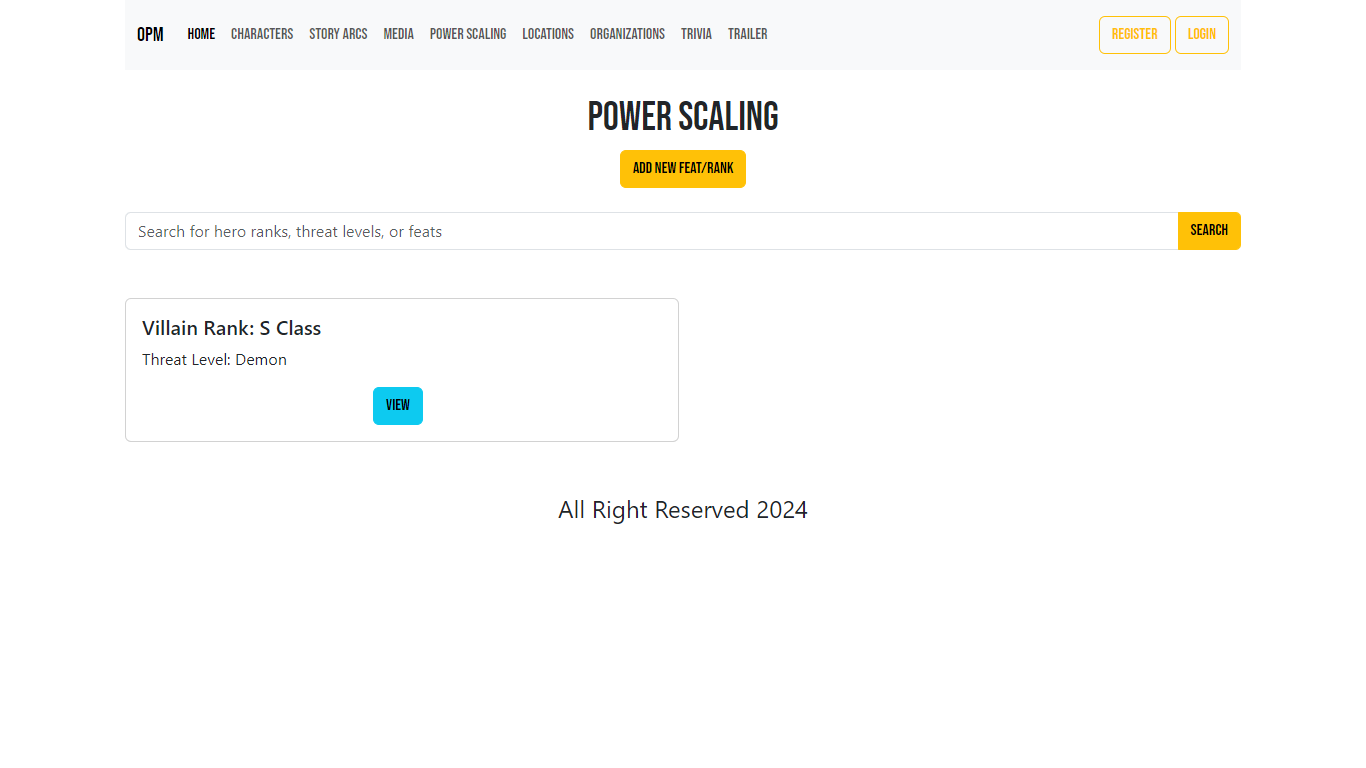 OPM HOME CHARACTERS STORY ARCS MEDIA POWER SCALING LOCATIONS ORGANIZATIONS TRIVIA TRAILER REGISTER LOGIN
POWER SCALING
ADD NEW FEAT/RANK
Search for hero ranks, threat levels, or feats SEARCH
Villain Rank: S Class
Threat Level: Demon
VIEW
All Right Reserved 2024